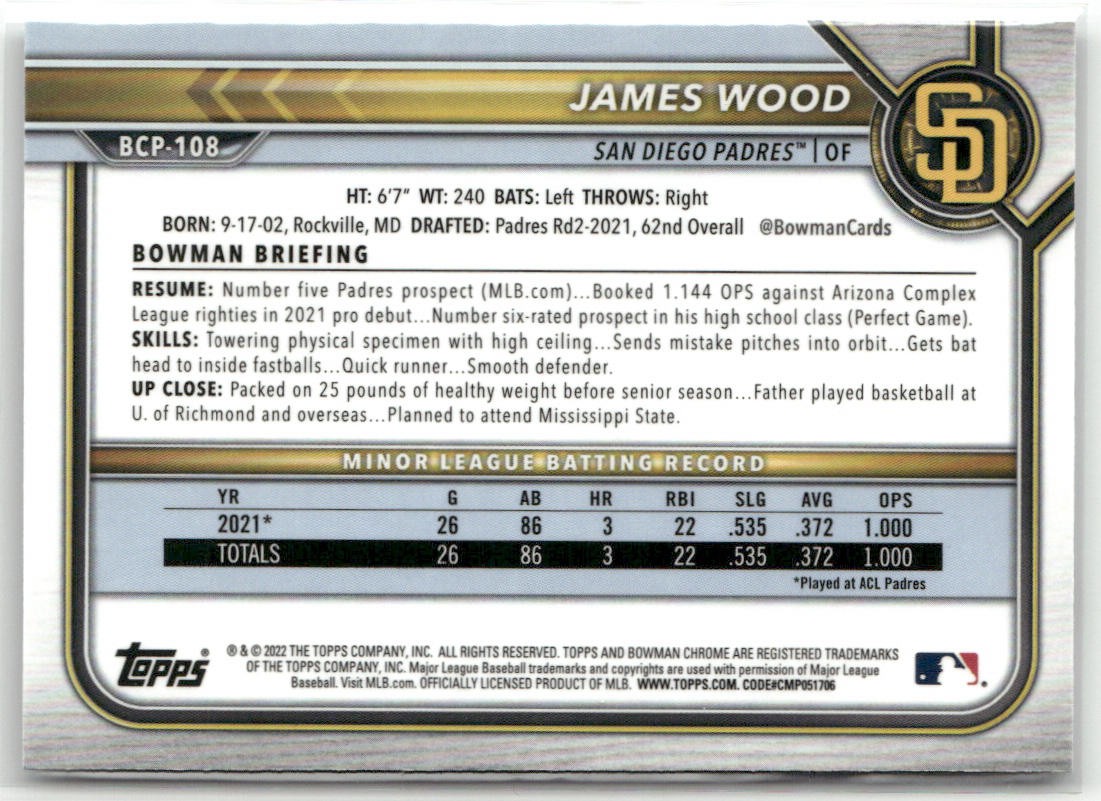 JAMES WOOD
SD
BCP-108
SAN DIEGO PADRES™ | OF
HT: 6'7" WT: 240 BATS: Left THROWS: Right
BORN: 9-17-02, Rockville, MD DRAFTED: Padres Rd2-2021, 62nd Overall @BowmanCards
BOWMAN BRIEFING
RESUME: Number five Padres prospect (MLB.com)...Booked 1.144 OPS against Arizona Complex
League righties in 2021 pro debut...Number six-rated prospect in his high school class (Perfect Game).
SKILLS: Towering physical specimen with high ceiling...Sends mistake pitches into orbit...Gets bat
head to inside fastballs...Quick runner...Smooth defender.
UP CLOSE: Packed on 25 pounds of healthy weight before senior season...Father played basketball at
U. of Richmond and overseas...Planned to attend Mississippi State.
MINOR LEAGUE BATTING RECORD
YR G AB HR RBI SLG AVG OPS
2021* 26 86 3 22 .535 .372 1.000
TOTALS 26 86 3 22 .535 .372 1.000
*Played at ACL Padres
Topps®
® & © 2022 THE TOPPS COMPANY, INC. ALL RIGHTS RESERVED. TOPPS AND BOWMAN CHROME ARE REGISTERED TRADEMARKS
OF THE TOPPS COMPANY, INC. Major League Baseball trademarks and copyrights are used with permission of Major League
Baseball. Visit MLB.com. OFFICIALLY LICENSED PRODUCT OF MLB. WWW.TOPPS.COM. CODE#CMP051706